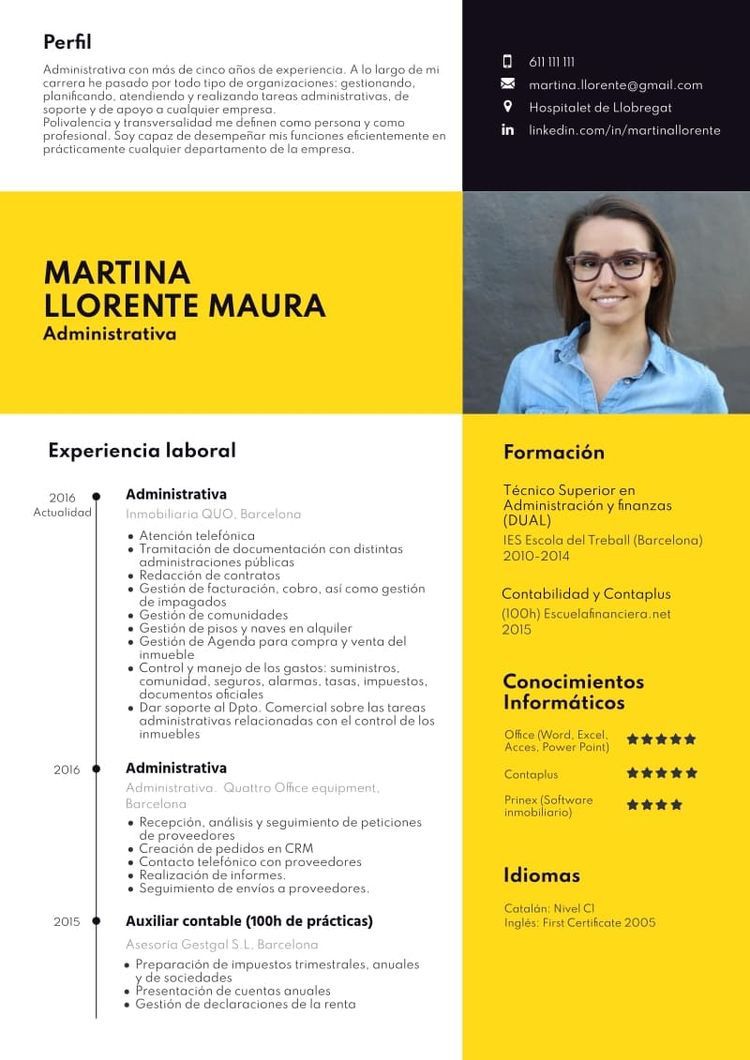 Perfil
Administrativa con más de cinco años de experiencia. A lo largo de mi
carrera he pasado por todo tipo de organizaciones: gestionando,
planificando, atendiendo y realizando tareas administrativas, de
soporte y de apoyo a cualquier empresa.
Polivalencia y transversalidad me definen como persona y como
profesional. Soy capaz de desempeñar mis funciones eficientemente en
prácticamente cualquier departamento de la empresa.
611 111 111
martina.llorente@gmail.com
Hospitalet de Llobregat
in linkedin.com/in/martinallorente
MARTINA
LLORENTE MAURA
Administrativa
Experiencia laboral
2016
Actualidad
Administrativa
Inmobiliaria QUO, Barcelona
• Atención telefónica
• Tramitación de documentación con distintas
administraciones públicas
• Redacción de contratos
• Gestión de facturación, cobro, así como gestión
de impagados
• Gestión de comunidades
• Gestión de pisos y naves en alquiler
• Gestión de Agenda para compra y venta del
inmueble
• Control y manejo de los gastos: suministros,
comunidad, seguros, alarmas, tasas, impuestos,
documentos oficiales
• Dar soporte al Dpto. Comercial sobre las tareas
administrativas relacionadas con el control de los
inmuebles
2016
Administrativa
Administrativa. Quattro Office equipment,
Barcelona
• Recepción, análisis y seguimiento de peticiones
de proveedores
• Creación de pedidos en CRM
• Contacto telefónico con proveedores
• Realización de informes.
• Seguimiento de envíos a proveedores.
2015
Auxiliar contable (100h de prácticas)
Asesoría Gestgal S.L, Barcelona
• Preparación de impuestos trimestrales, anuales
y de sociedades
• Presentación de cuentas anuales
• Gestión de declaraciones de la renta
Formación
Técnico Superior en
Administración y finanzas
(DUAL)
IES Escola del Treball (Barcelona)
2010-2014
Contabilidad y Contaplus
(100h) Escuelafinanciera.net
2015
Conocimientos
Informáticos
Office (Word, Excel,
Acces, Power Point)
★★★★★
Contaplus
★★★★★
Prinex (Software
inmobiliario)
★★★★
Idiomas
Catalán: Nivel C1
Inglés: First Certificate 2005